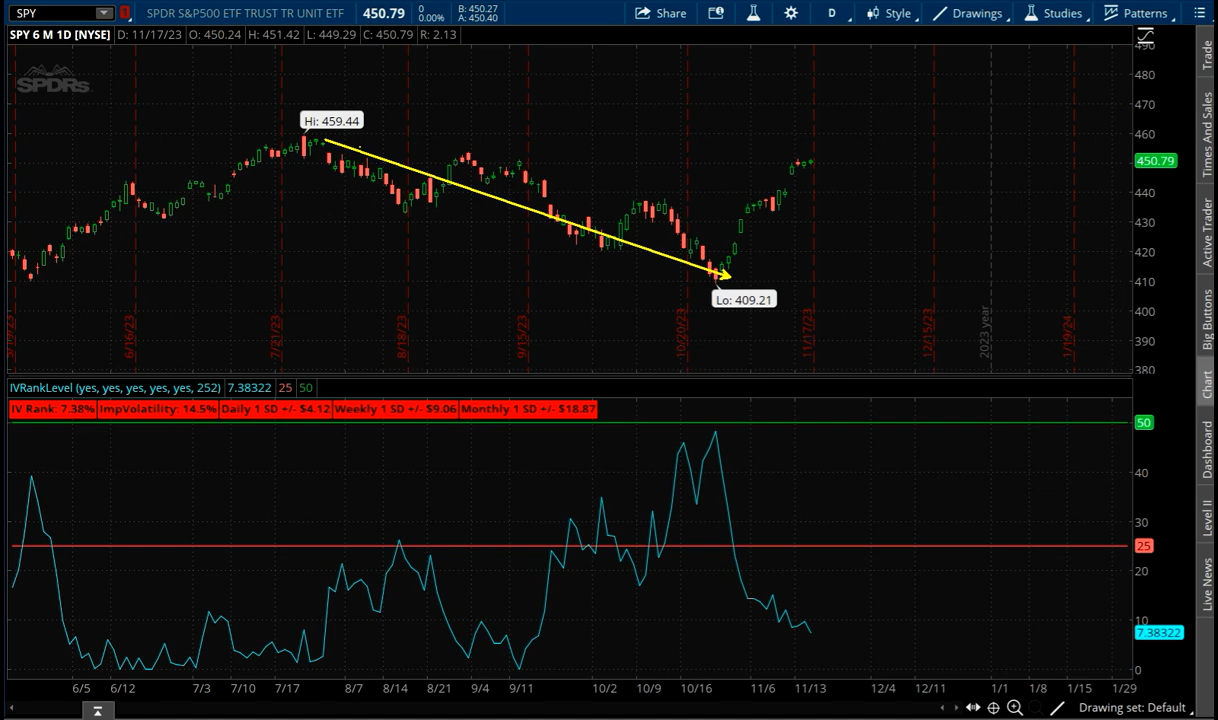 SPY
1
SPDR S&P500 ETF TRUST TR UNIT ETF
450.79
0
0.00%
B: 450.27
A: 450.40
Share
D
Style
Drawings
Studies
Patterns
SPY 6 M 1D [NYSE]
D: 11/17/23
O: 450.24
H: 451.42
L: 449.29
C: 450.79
R: 2.13
SPDRs
Hi: 459.44
Lo: 409.21
490
480
470
460
450.79
440
430
420
410
400
390
380
5/19/23
6/16/23
7/21/23
8/18/23
9/15/23
10/20/23
11/17/23
12/15/23
2023 year
1/19/24
IVRankLevel (yes, yes, yes, yes, yes, 252)
7.38322
25
50
IV Rank: 7.38%
ImpVolatility: 14.5%
Daily 1 SD +/- $4.12
Weekly 1 SD +/- $9.06
Monthly 1 SD +/- $18.87
50
40
30
25
20
10
7.38322
0
6/5
6/12
7/3
7/10
7/17
8/7
8/14
8/21
9/4
9/11
10/2
10/9
10/16
11/6
11/13
12/4
12/11
1/1
1/8
1/15
1/29
Drawing set: Default
Trade
Times And Sales
Active Trader
Big Buttons
Chart
Dashboard
Level II
Live News